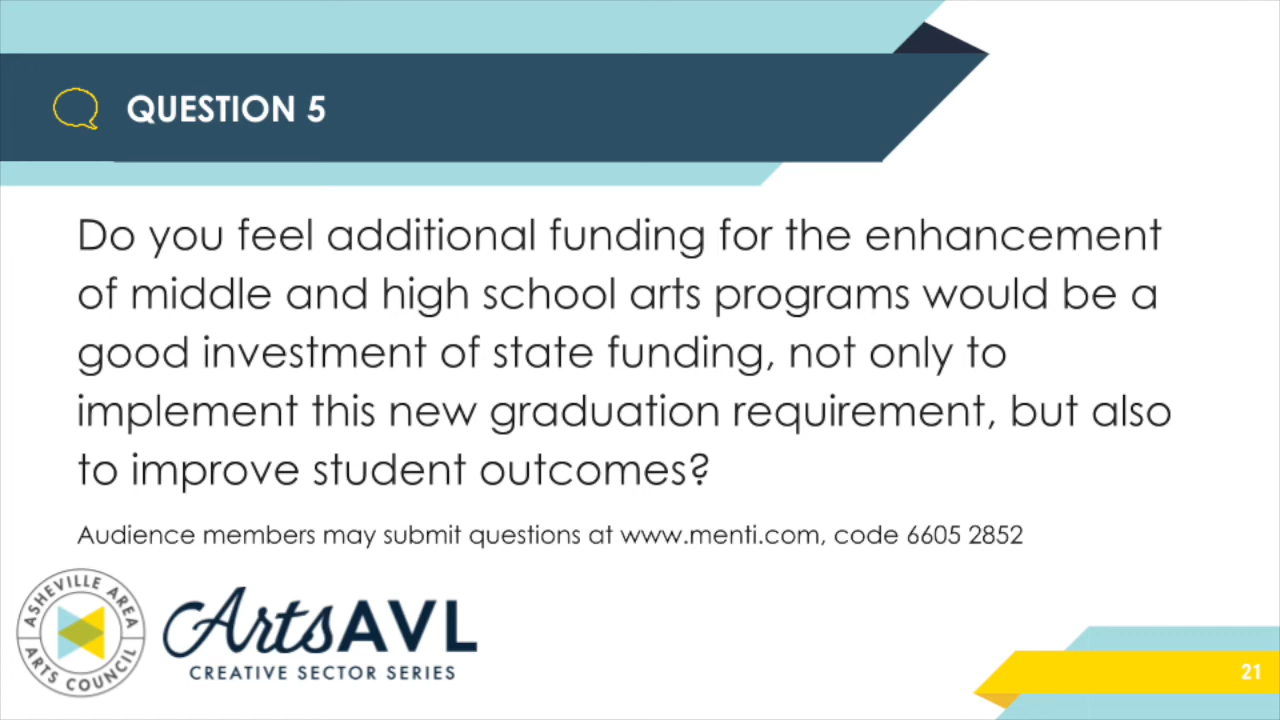 QUESTION 5
Do you feel additional funding for the enhancement
of middle and high school arts programs would be a
good investment of state funding, not only to
implement this new graduation requirement, but also
to improve student outcomes?
Audience members may submit questions at www.menti.com, code 6605 2852
ASHEVILLE AREA
ARTS COUNCIL
ArtsAVL
CREATIVE SECTOR SERIES
21